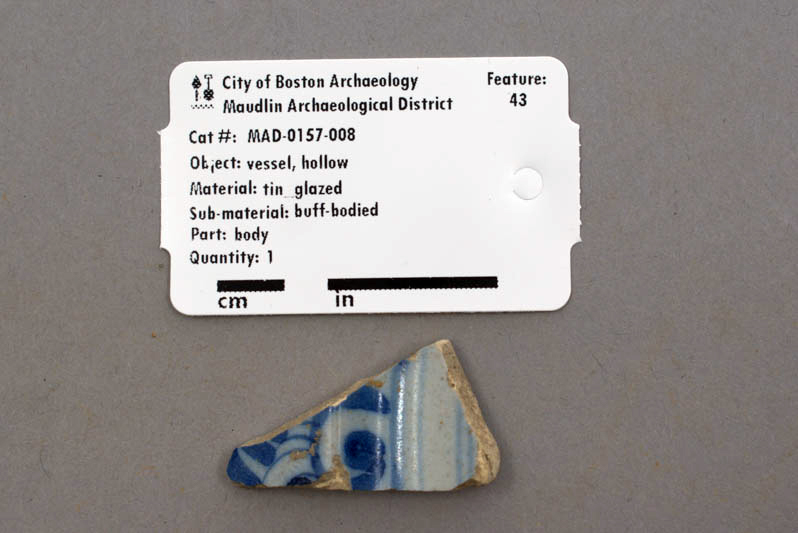 City of Boston Archaeology
Maudlin Archaeological District
Feature:
43
Cat #: MAD-0157-008
Object: vessel, hollow
Material: tin_glazed
Sub-material: buff-bodied
Part: body
Quantity: 1
cm
in